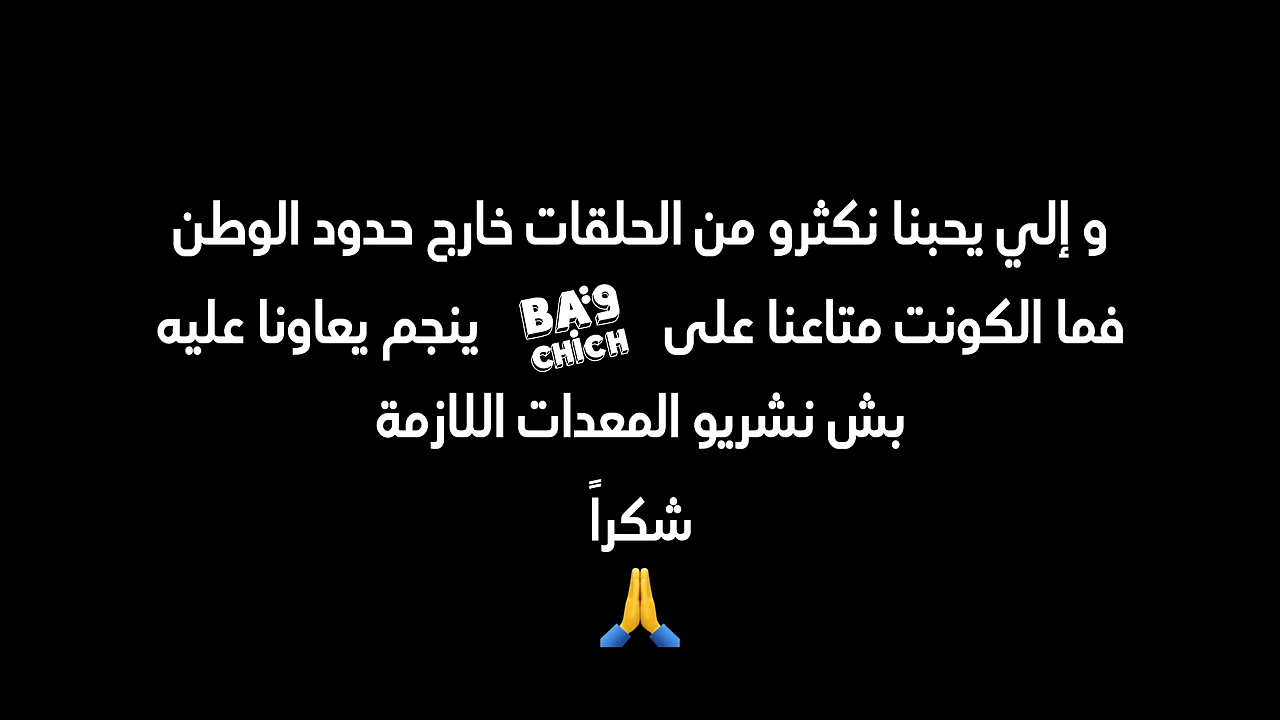 و إلي يحبنا نكثرو من الحلقات خارج حدود الوطن
فما الكونت متاعنا على BA9 CHICH ينجم يعاونا عليه
بش نشريو المعدات اللازمة
شكراً